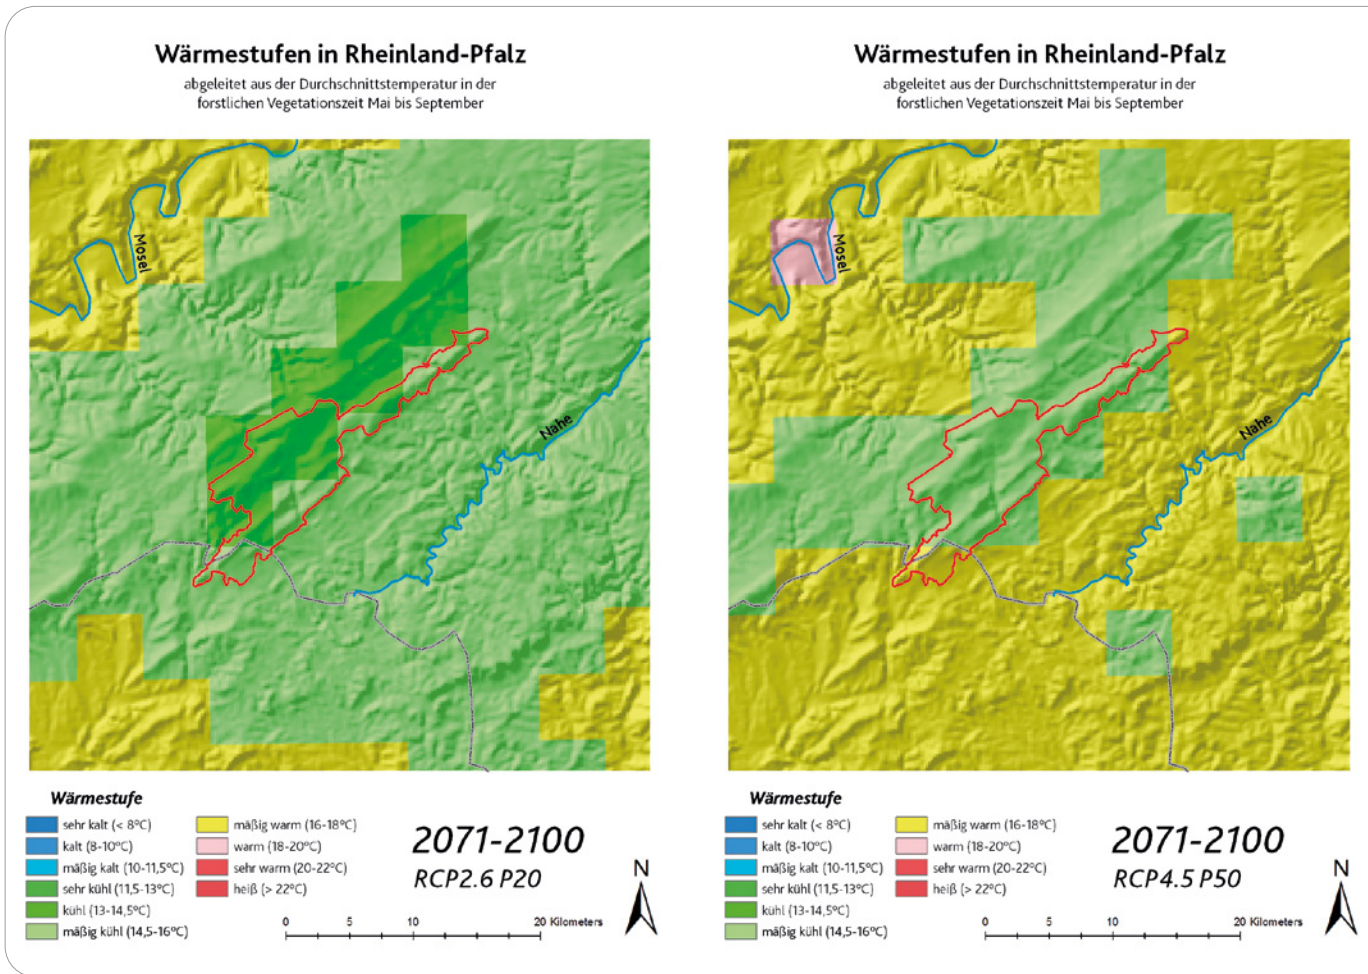 Wärmestufen in Rheinland-Pfalz
abgeleitet aus der Durchschnittstemperatur in der
forstlichen Vegetationszeit Mai bis September
Mosel
Nahe
Wärmestufe
sehr kalt (< 8°C)
kalt (8-10°C)
mäßig kalt (10-11,5°C)
sehr kühl (11,5-13°C)
kühl (13-14,5°C)
mäßig kühl (14,5-16°C)
mäßig warm (16-18°C)
warm (18-20°C)
sehr warm (20-22°C)
heiß (> 22°C)
2071-2100
RCP2.6 P20
0 10 20 Kilometers
N
Wärmestufen in Rheinland-Pfalz
abgeleitet aus der Durchschnittstemperatur in der
forstlichen Vegetationszeit Mai bis September
Mosel
Nahe
Wärmestufe
sehr kalt (< 8°C)
kalt (8-10°C)
mäßig kalt (10-11,5°C)
sehr kühl (11,5-13°C)
kühl (13-14,5°C)
mäßig kühl (14,5-16°C)
mäßig warm (16-18°C)
warm (18-20°C)
sehr warm (20-22°C)
heiß (> 22°C)
2071-2100
RCP4.5 P50
0 10 20 Kilometers
N